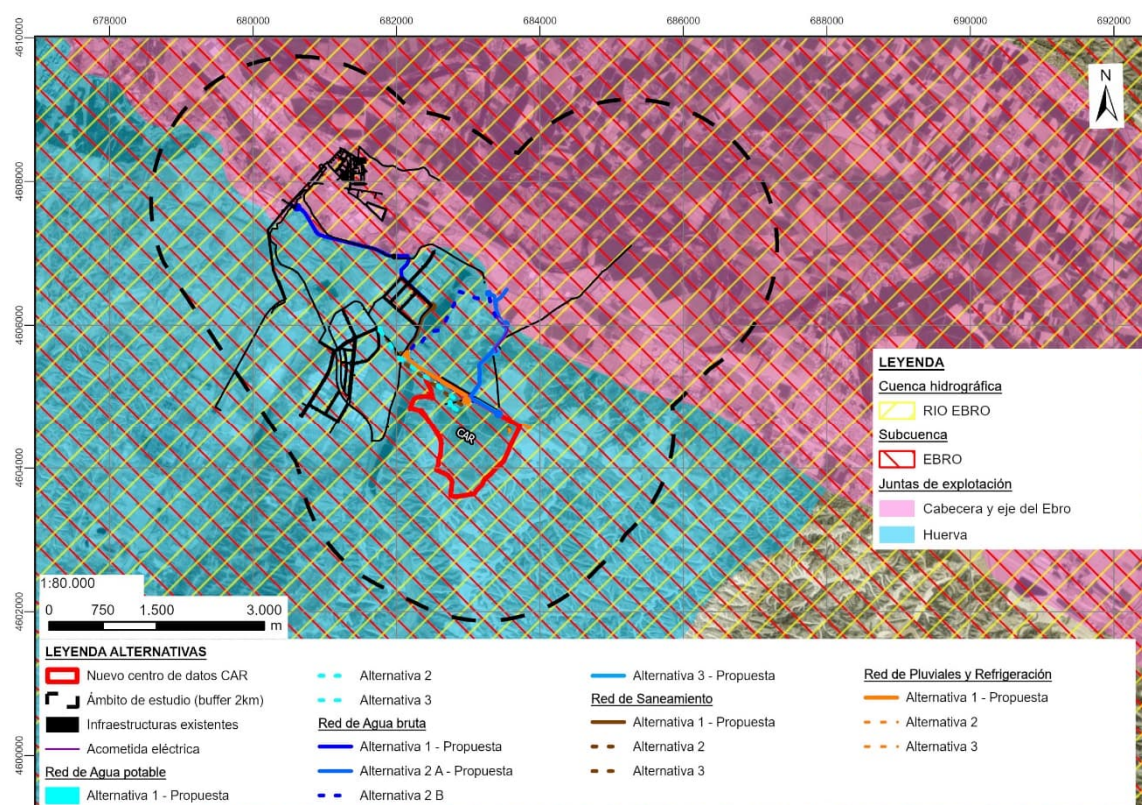 678000 680000 682000 684000 686000 688000 690000 692000
4610000
4608000
4606000
4604000
4602000
4600000
N
CAR
LEYENDA
Cuenca hidrográfica
RIO EBRO
Subcuenca
EBRO
Juntas de explotación
Cabecera y eje del Ebro
Huerva
1:80.000
0 750 1.500 3.000
m
LEYENDA ALTERNATIVAS
Nuevo centro de datos CAR
Ámbito de estudio (buffer 2km)
Infraestructuras existentes
Acometida eléctrica
Red de Agua potable
Alternativa 1 - Propuesta
Alternativa 2
Alternativa 3
Red de Agua bruta
Alternativa 1 - Propuesta
Alternativa 2 A - Propuesta
Alternativa 2 B
Alternativa 3 - Propuesta
Red de Saneamiento
Alternativa 1 - Propuesta
Alternativa 2
Alternativa 3
Red de Pluviales y Refrigeración
Alternativa 1 - Propuesta
Alternativa 2
Alternativa 3